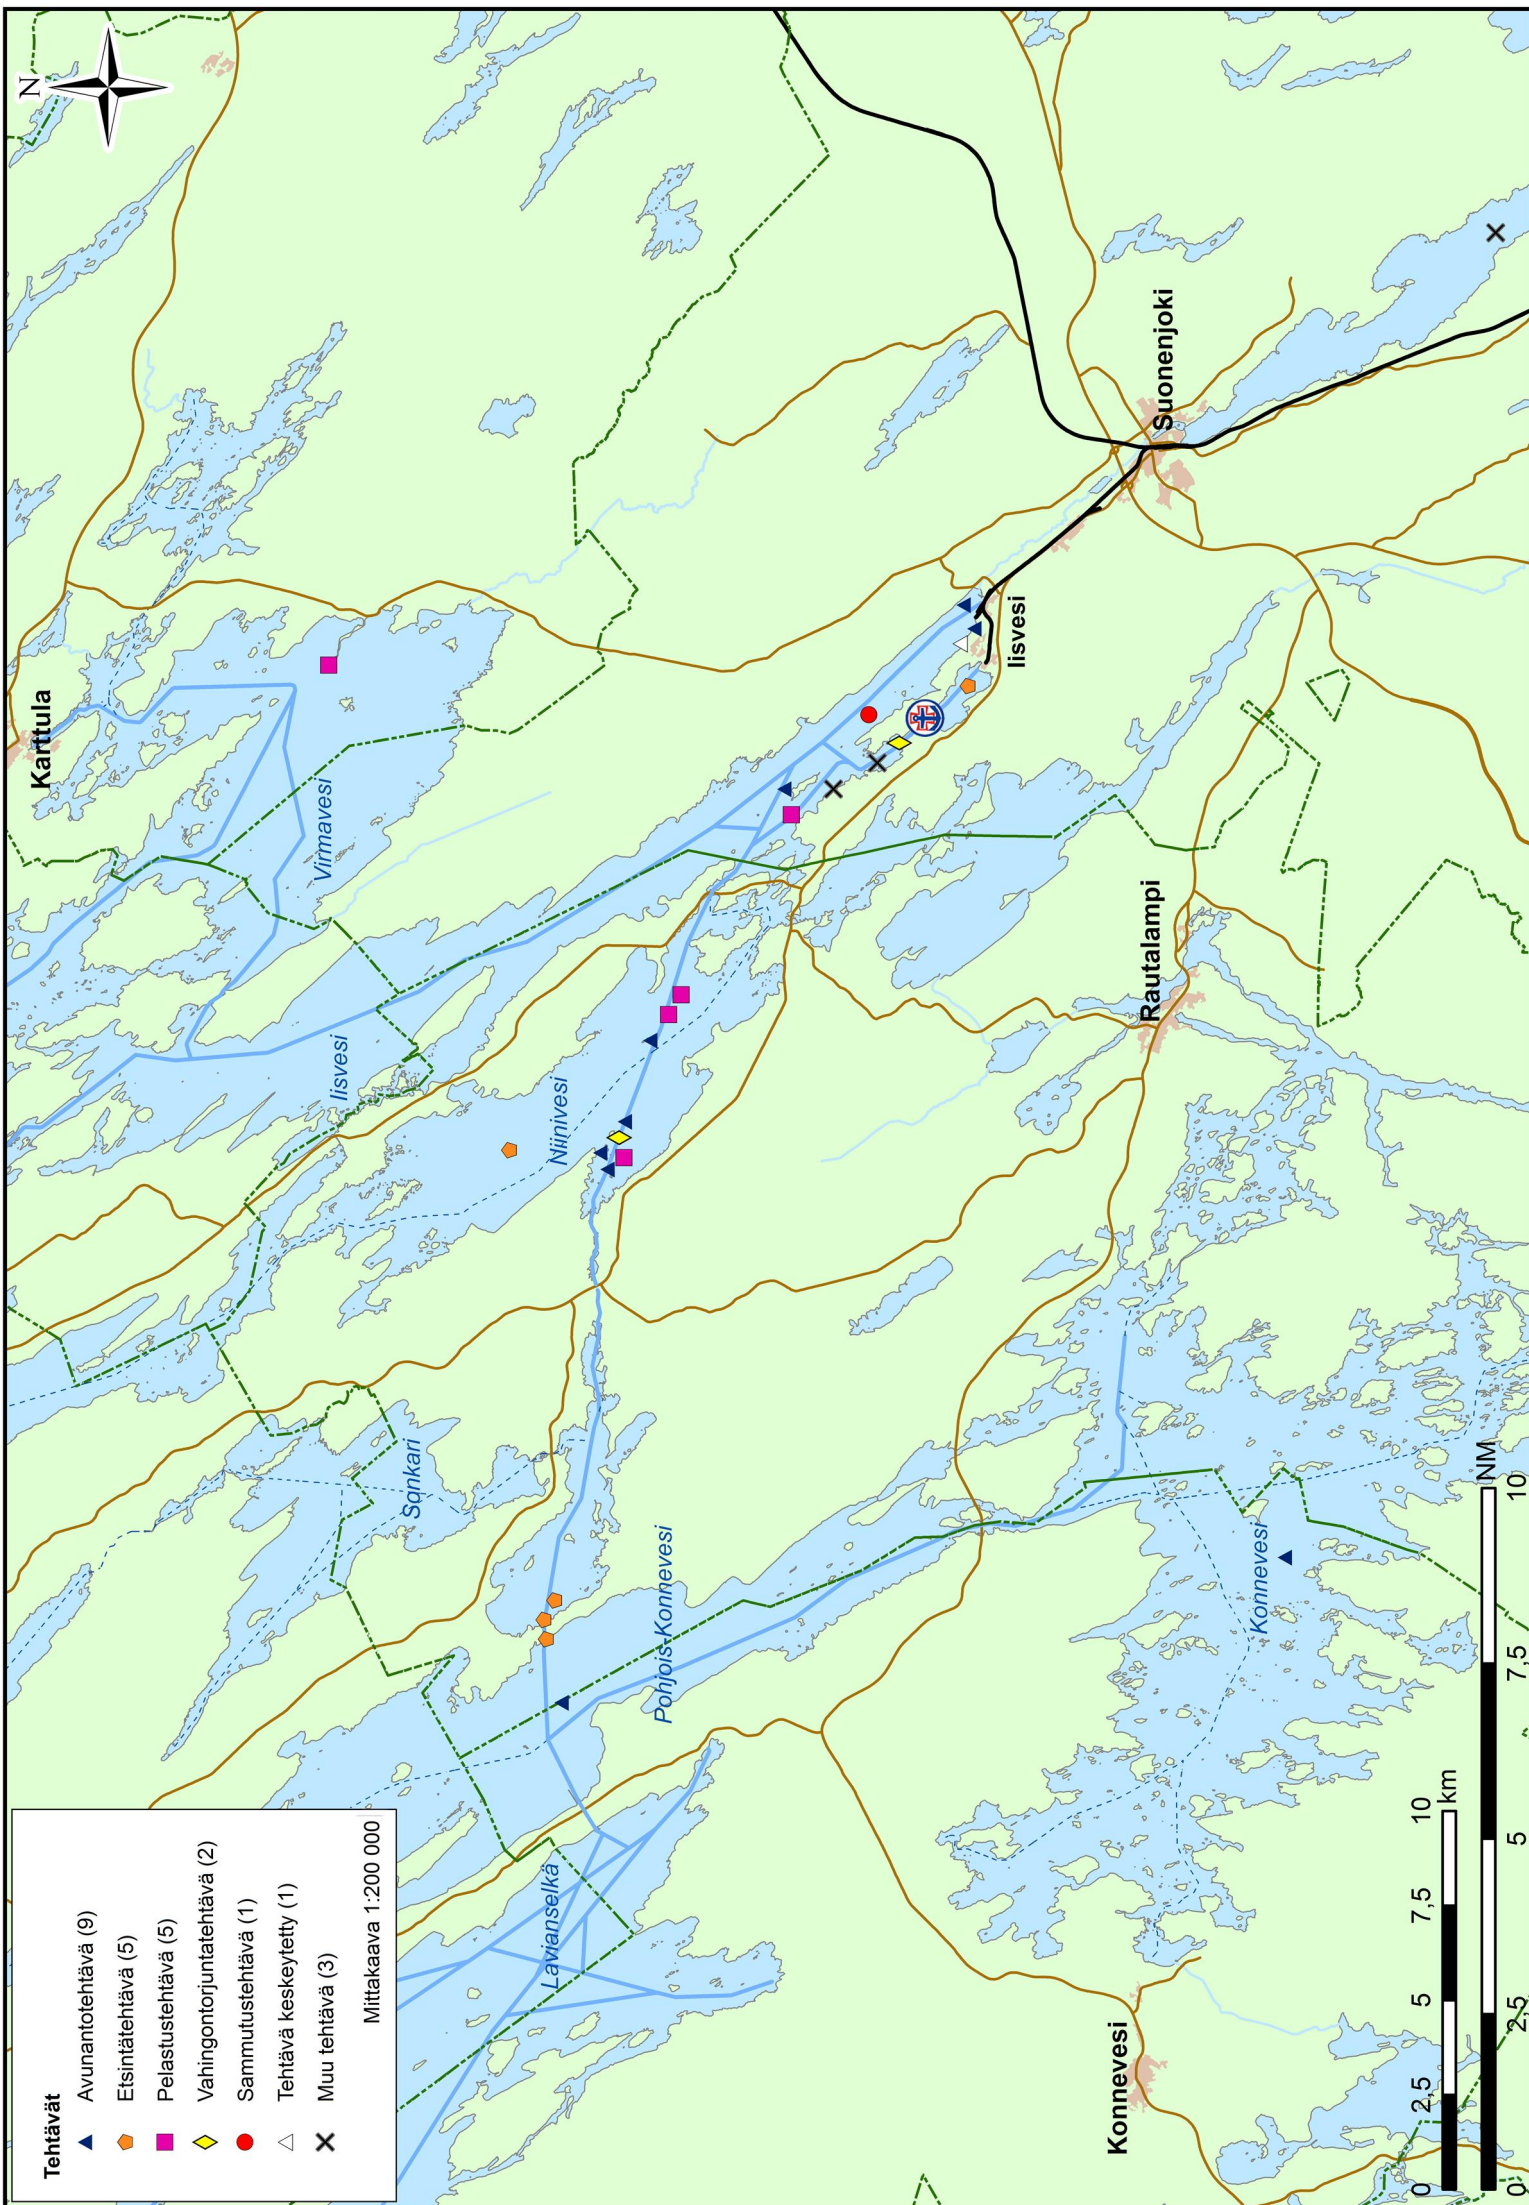 N
Karttula
Virmavesi
Iisvesi
Niinivesi
Sonkari
Pohjois-Konnevesi
Lavianselkä
Iisvesi
Suonenjoki
Rautalampi
Konnevesi
Konnevesi
Tehtävät
Avunantotehtävä (9)
Etsintätehtävä (5)
Pelastustehtävä (5)
Vahingontorjuntatehtävä (2)
Sammutustehtävä (1)
Tehtävä keskeytetty (1)
Muu tehtävä (3)
Mittakaava 1:200 000
0 2,5 5 7,5 10 km
0 2,5 5 7,5 10 NM